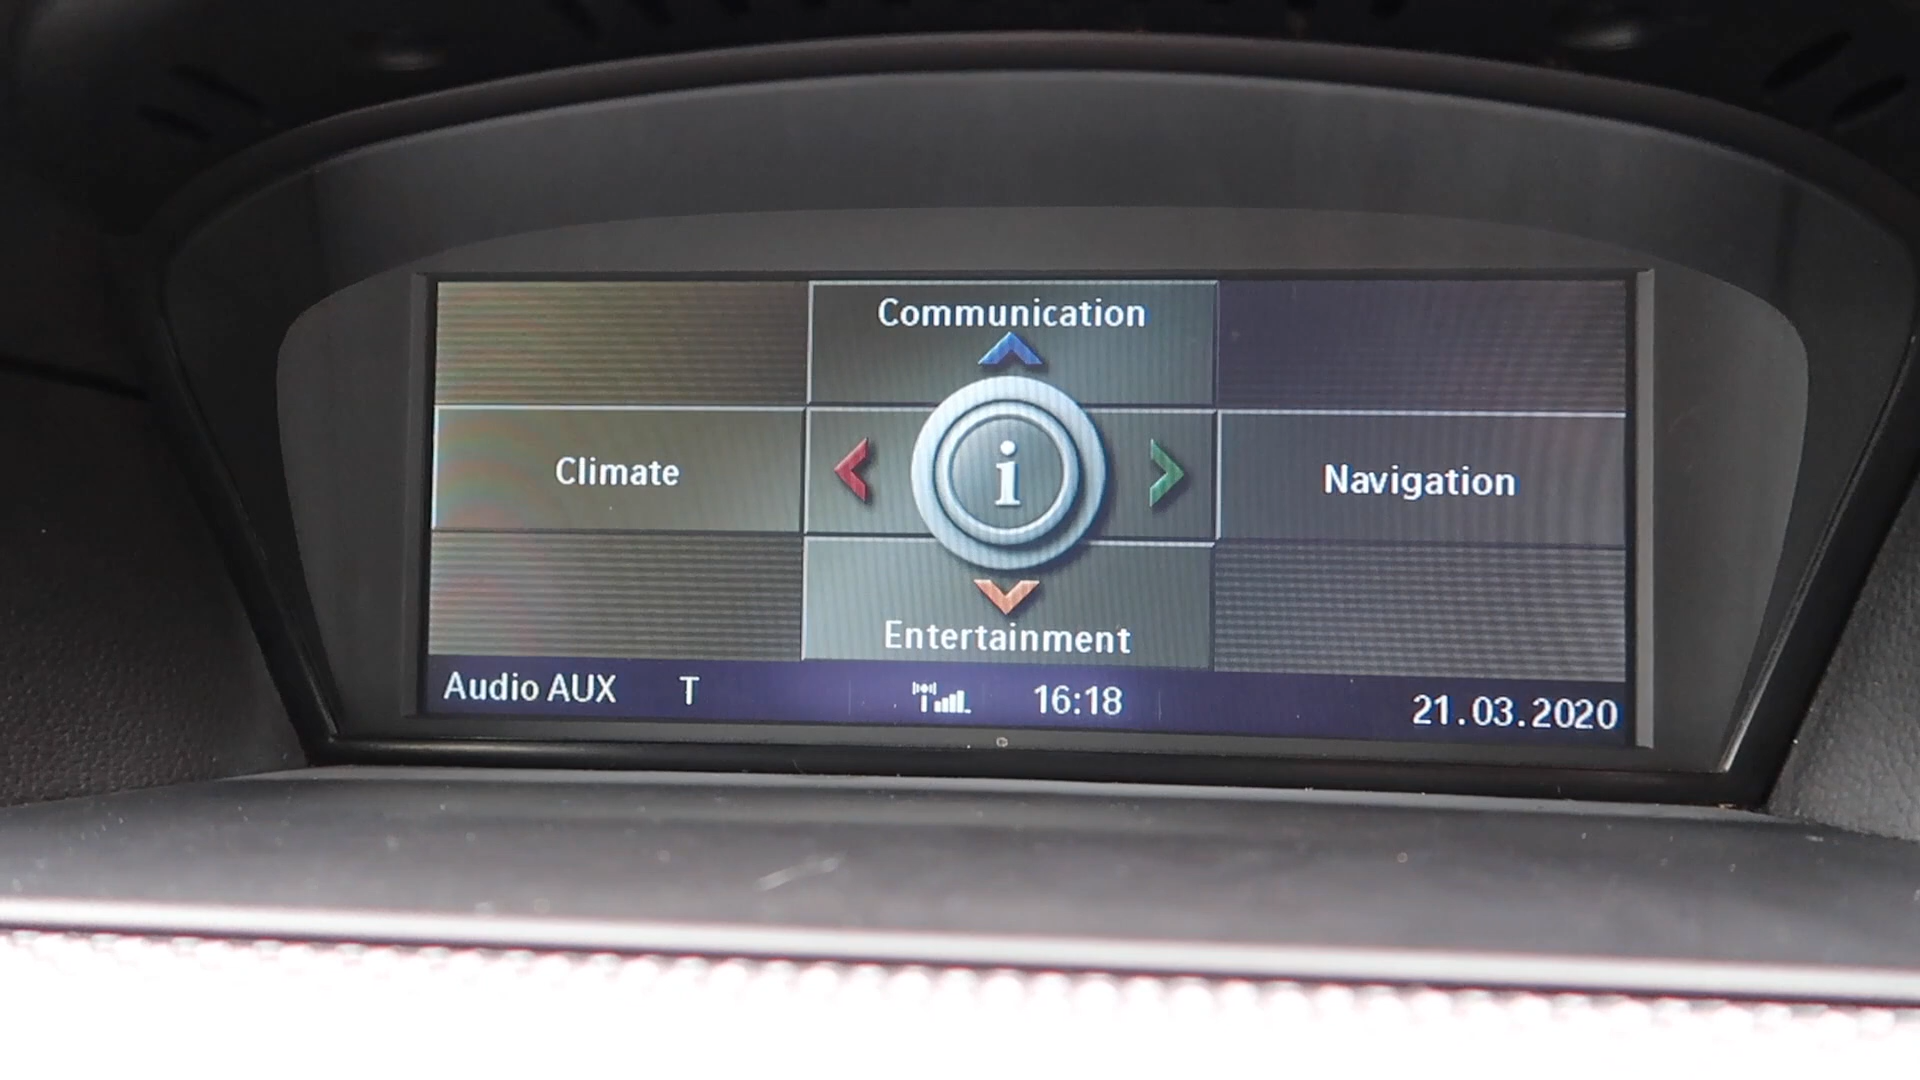 Communication
Climate
i
Navigation
Entertainment
Audio AUX T 16:18 21.03.2020